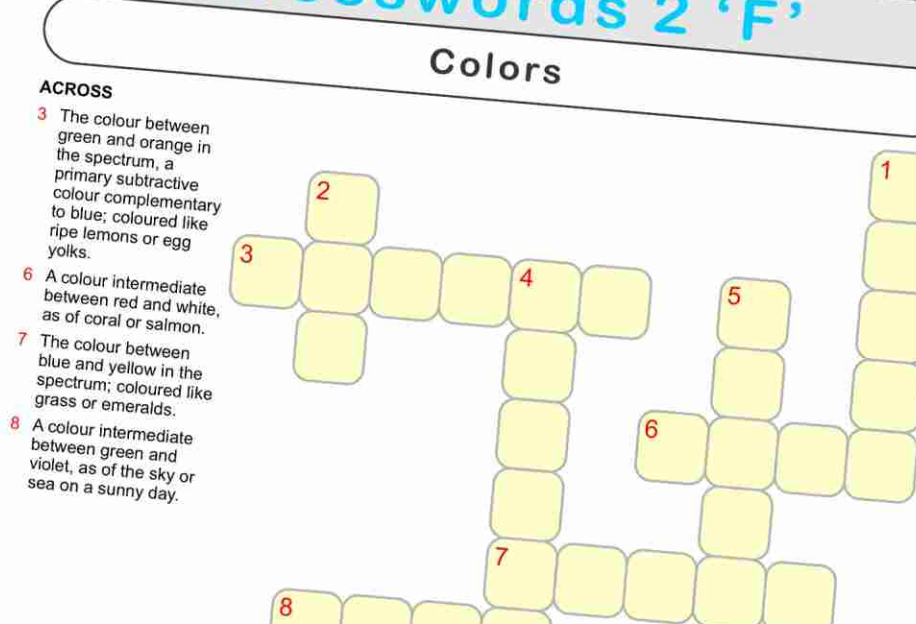 2 ‘F’
Colors
ACROSS
3 The colour between
green and orange in
the spectrum, a
primary subtractive
colour complementary
to blue; coloured like
ripe lemons or egg
yolks.
6 A colour intermediate
between red and white,
as of coral or salmon.
7 The colour between
blue and yellow in the
spectrum; coloured like
grass or emeralds.
8 A colour intermediate
between green and
violet, as of the sky or
sea on a sunny day.
1
2
3
4
5
6
7
8